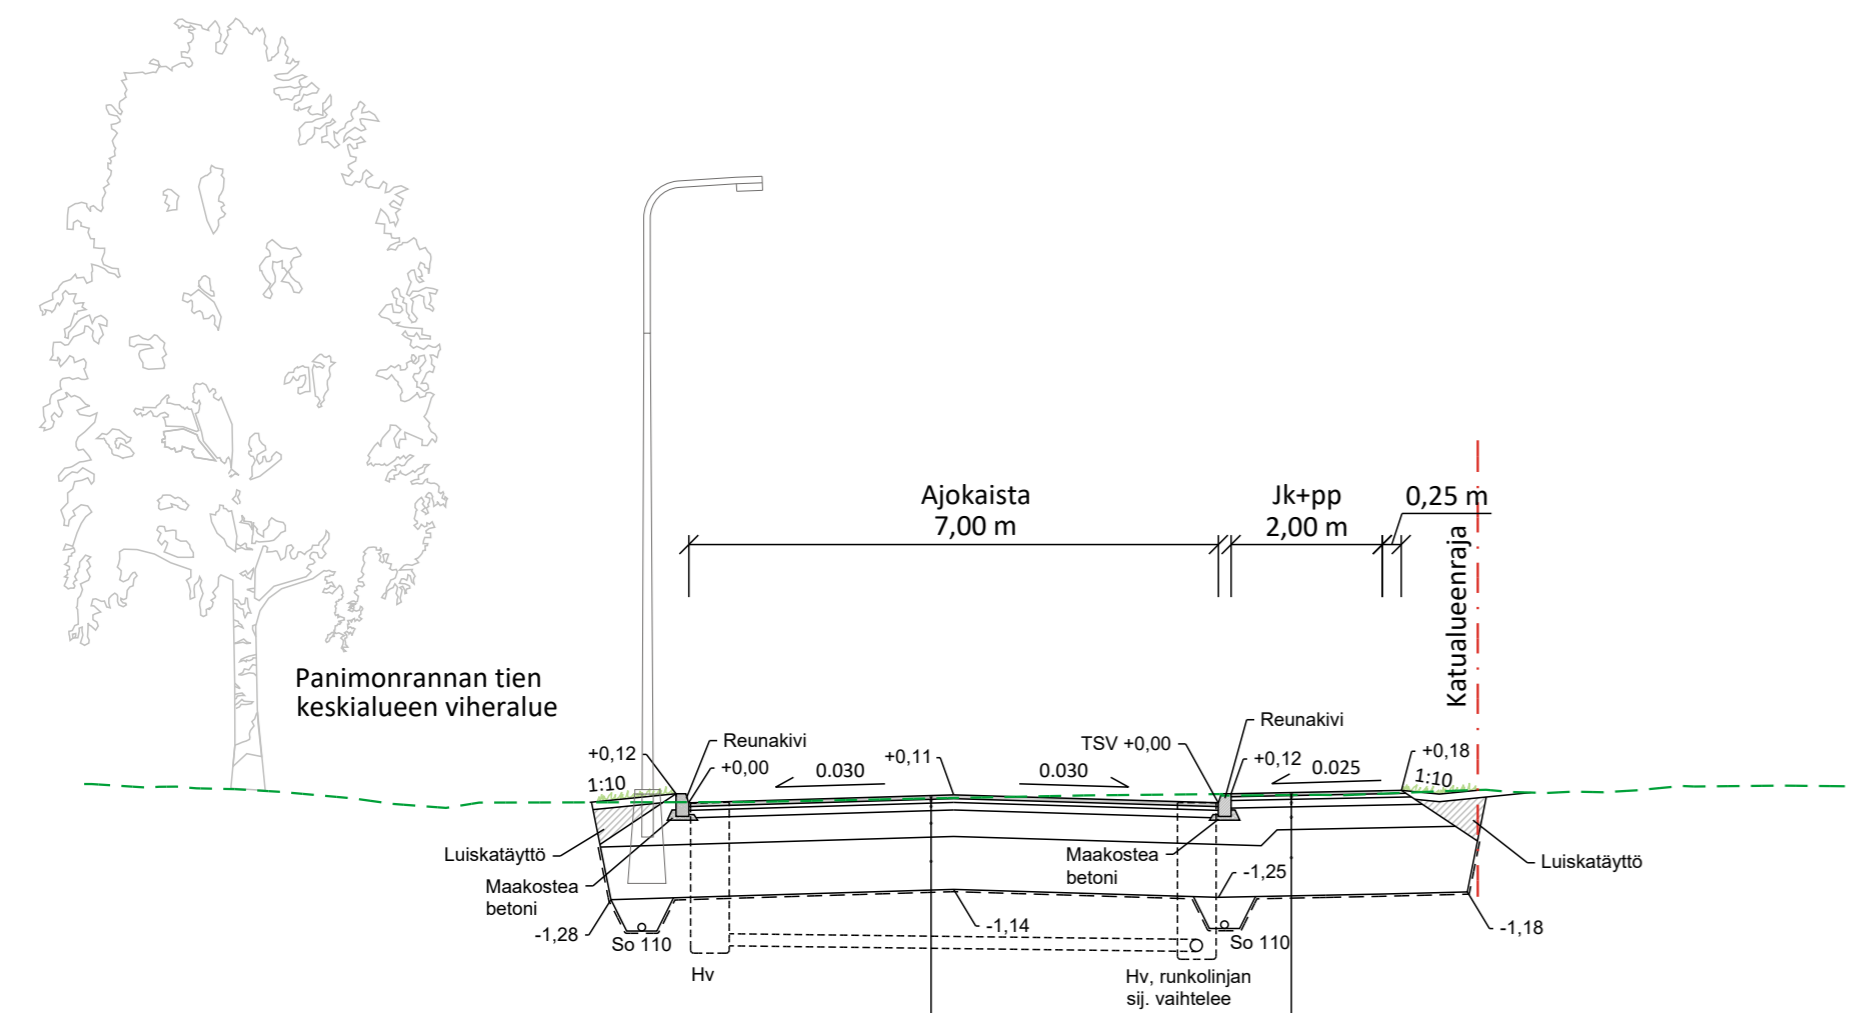 Ajokaista
7,00 m
Jk+pp
2,00 m
0,25 m
Katualueenraja
Panimonrannan tien
keskialueen viheralue
Reunakivi
+0,12
+0,00
1:10
0.030
+0,11
0.030
TSV +0,00
Reunakivi
+0,12
0.025
+0,18
1:10
Luiskatäyttö
Maakostea
betoni
-1,28
So 110
Hv
-1,14
Maakostea
betoni
-1,25
So 110
Hv, runkolinjan
sij. vaihtelee
Luiskatäyttö
-1,18